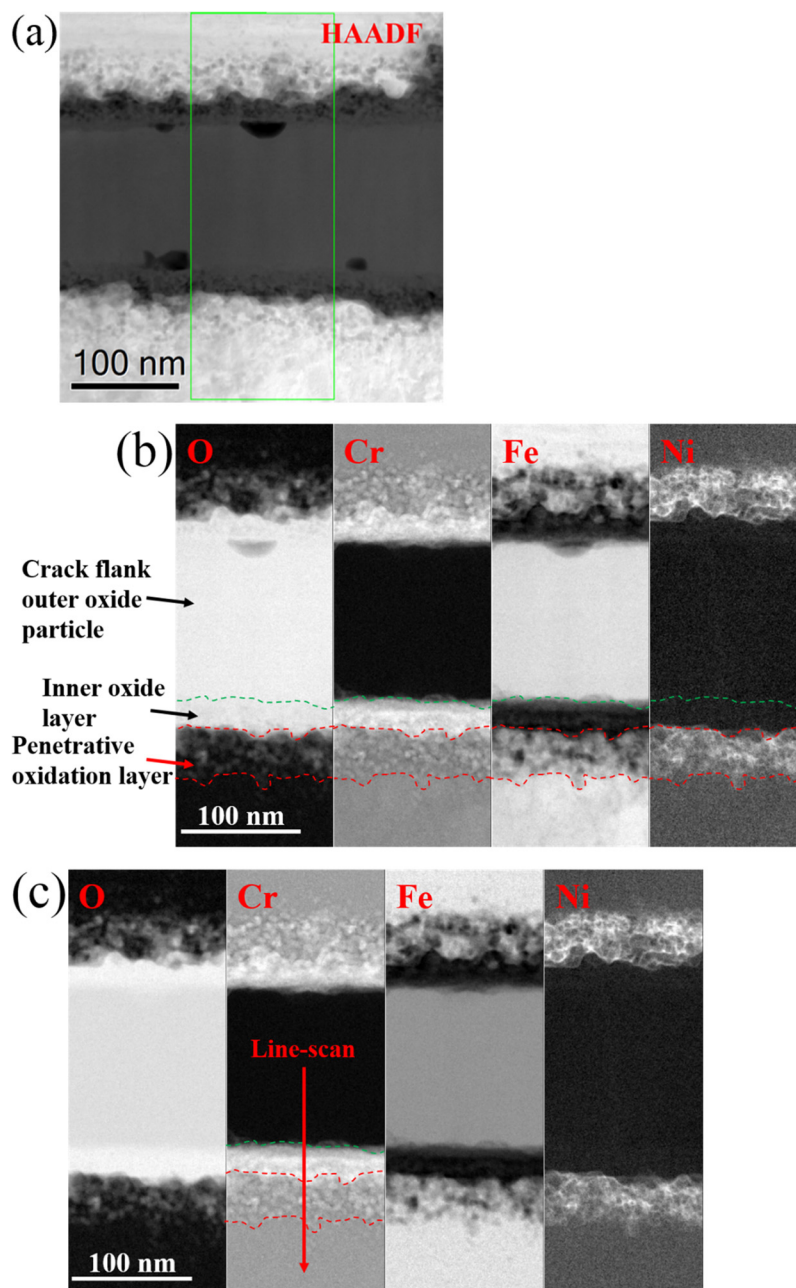 (a)
HAADF
100 nm
(b)
O Cr Fe Ni
Crack flank
outer oxide
particle
Inner oxide
layer
Penetrative
oxidation layer
100 nm
(c)
O Cr Fe Ni
Line-scan
100 nm